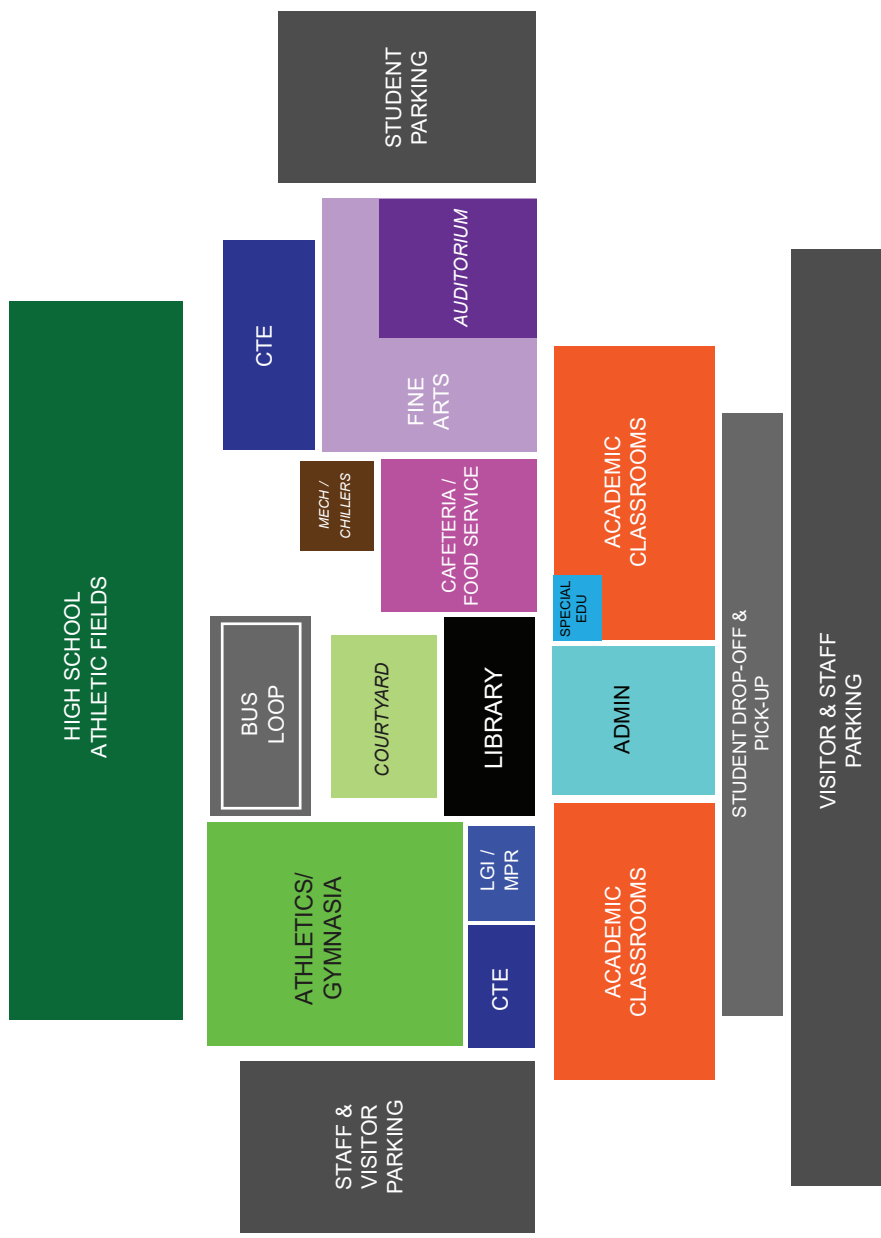 HIGH SCHOOL
ATHLETIC FIELDS
STAFF &
VISITOR
PARKING
ATHLETICS/
GYMNASIA
BUS
LOOP
CTE
STUDENT
PARKING
MECH /
CHILLERS
COURTYARD
CTE
LGI /
MPR
LIBRARY
CAFETERIA /
FOOD SERVICE
FINE
ARTS
AUDITORIUM
ACADEMIC
CLASSROOMS
ADMIN
SPECIAL
EDU
ACADEMIC
CLASSROOMS
STUDENT DROP-OFF &
PICK-UP
VISITOR & STAFF
PARKING